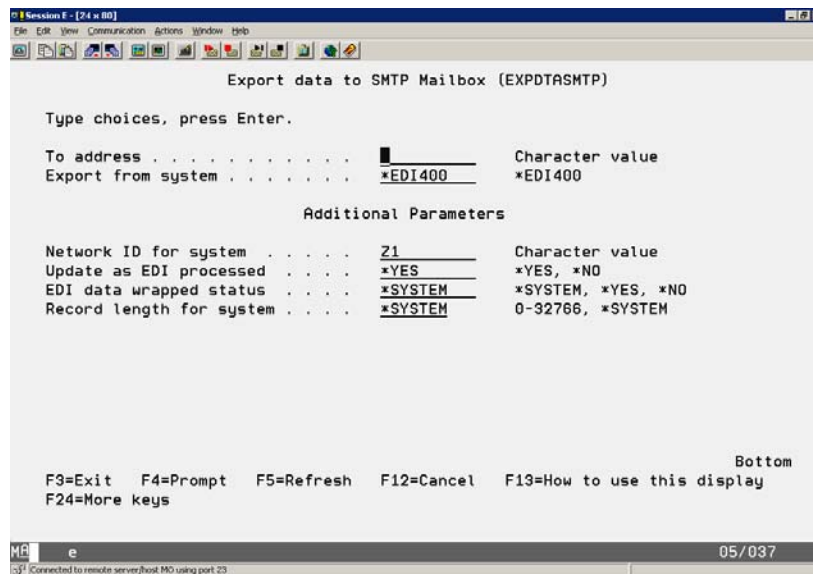 Session E - [24 x 80]
File Edit View Communication Actions Window Help
Export data to SMTP Mailbox (EXPDTASMTP)
Type choices, press Enter.
To address . . . . . . . . . . . Character value
Export from system . . . . . . . *EDI400 *EDI400
Additional Parameters
Network ID for system . . . . . Z1 Character value
Update as EDI processed . . . . *YES *YES, *NO
EDI data wrapped status . . . . *SYSTEM *SYSTEM, *YES, *NO
Record length for system . . . . *SYSTEM 0-32766, *SYSTEM
Bottom
F3=Exit F4=Prompt F5=Refresh F12=Cancel F13=How to use this display
F24=More keys
MA e 05/037
Connected to remote server/host MO using port 23